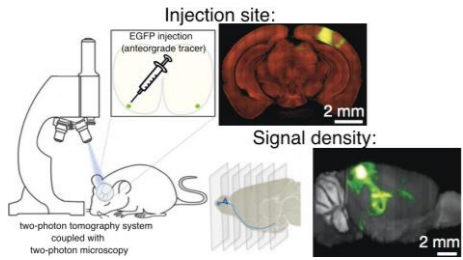 Injection site:
EGFP injection
(anteorgrade tracer)
2 mm
Signal density:
two-photon tomography system
coupled with
two-photon microscopy
2 mm